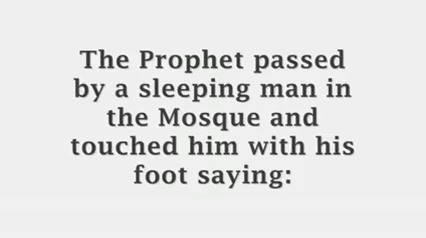 The Prophet passed
by a sleeping man in
the Mosque and
touched him with his
foot saying: